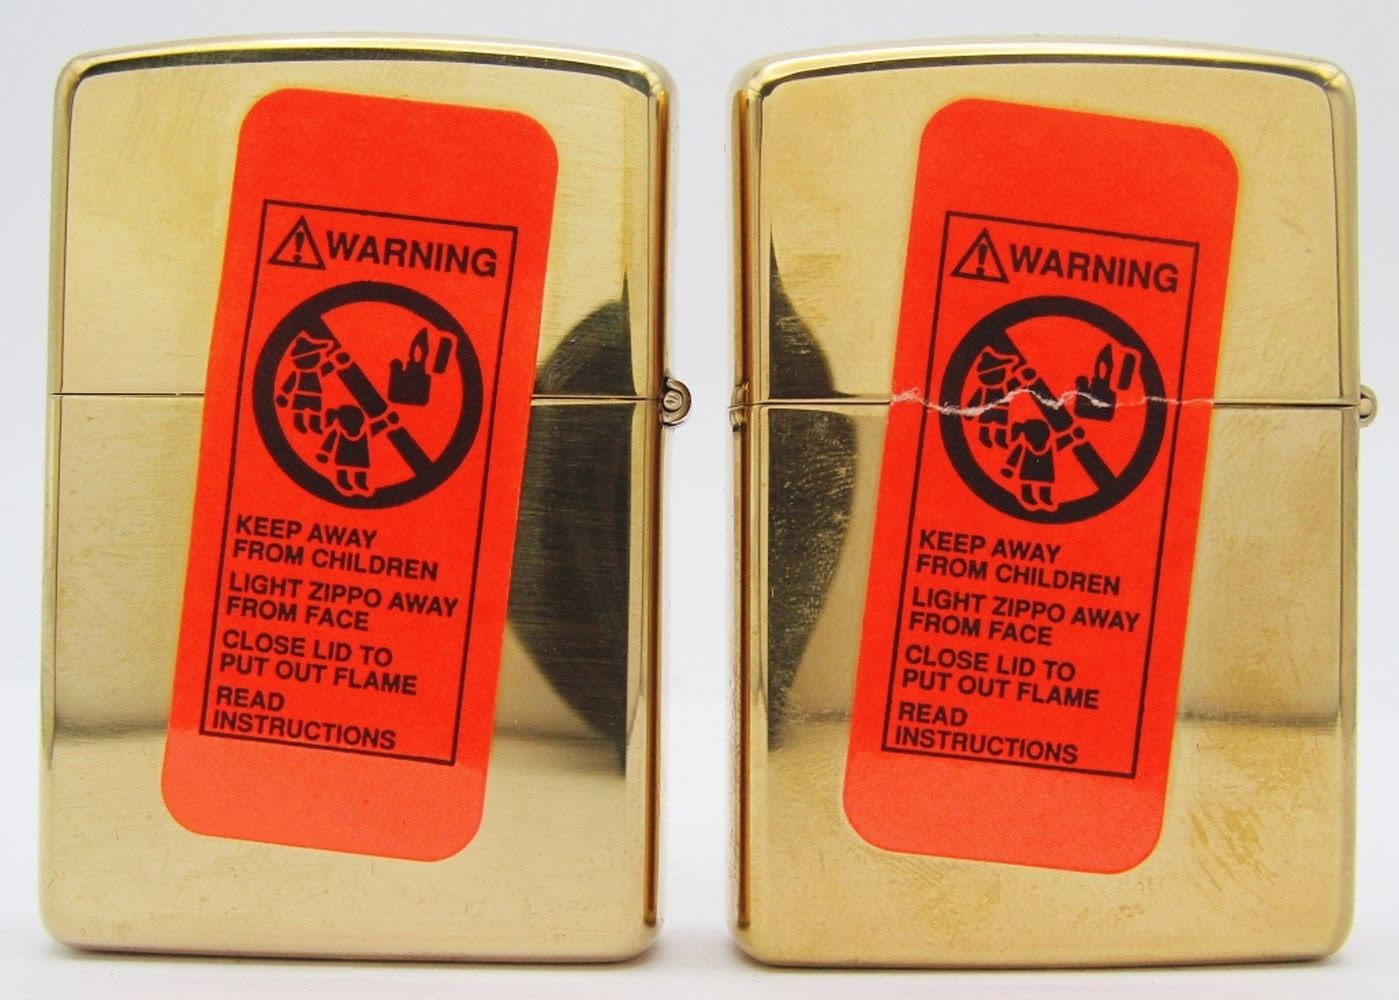 WARNING
KEEP AWAY
FROM CHILDREN
LIGHT ZIPPO AWAY
FROM FACE
CLOSE LID TO
PUT OUT FLAME
READ
INSTRUCTIONS
WARNING
KEEP AWAY
FROM CHILDREN
LIGHT ZIPPO AWAY
FROM FACE
CLOSE LID TO
PUT OUT FLAME
READ
INSTRUCTIONS